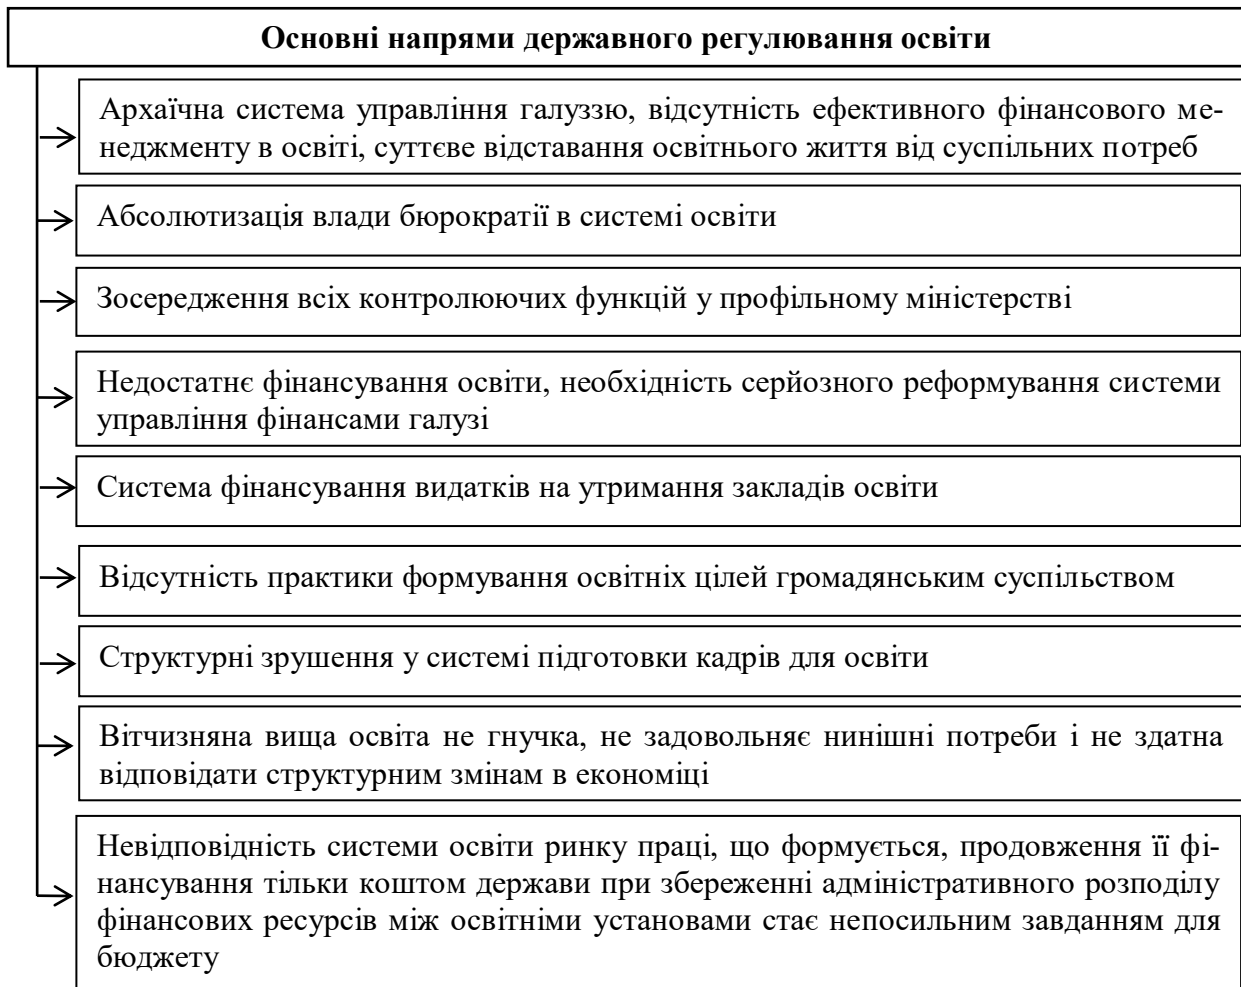 Основні напрями державного регулювання освіти
Архаїчна система управління галуззю, відсутність ефективного фінансового ме-
неджменту в освіті, суттєве відставання освітнього життя від суспільних потреб
Абсолютизація влади бюрократії в системі освіти
Зосередження всіх контролюючих функцій у профільному міністерстві
Недостатнє фінансування освіти, необхідність серйозного реформування системи
управління фінансами галузі
Система фінансування видатків на утримання закладів освіти
Відсутність практики формування освітніх цілей громадянським суспільством
Структурні зрушення у системі підготовки кадрів для освіти
Вітчизняна вища освіта не гнучка, не задовольняє нинішні потреби і не здатна
відповідати структурним змінам в економіці
Невідповідність системи освіти ринку праці, що формується, продовження її фі-
нансування тільки коштом держави при збереженні адміністративного розподілу
фінансових ресурсів між освітніми установами стає непосильним завданням для
бюджету